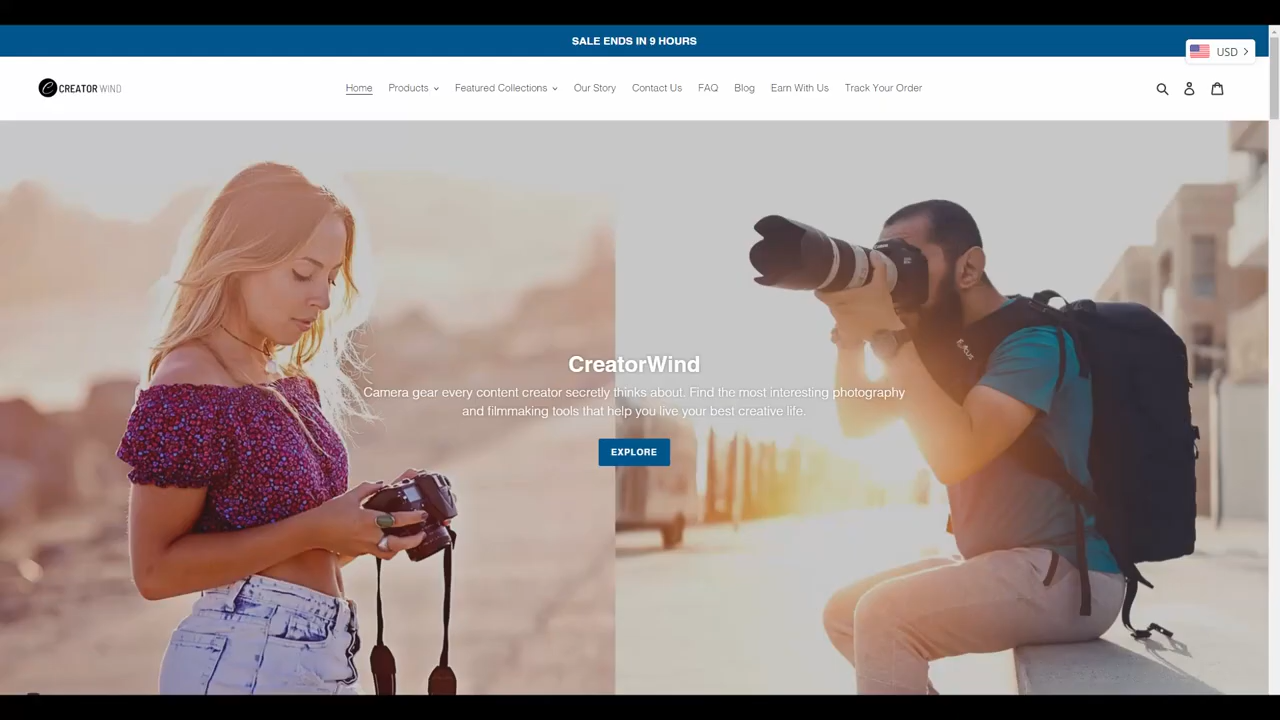 SALE ENDS IN 9 HOURS
USD
CREATOR WIND
Home Products Featured Collections Our Story Contact Us FAQ Blog Earn With Us Track Your Order
CreatorWind
Camera gear every content creator secretly thinks about. Find the most interesting photography
and filmmaking tools that help you live your best creative life.
EXPLORE